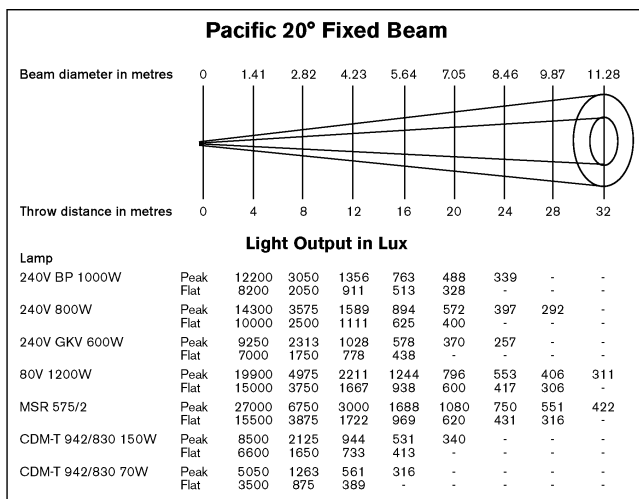 Pacific 20° Fixed Beam
Beam diameter in metres 0 1.41 2.82 4.23 5.64 7.05 8.46 9.87 11.28
Throw distance in metres 0 4 8 12 16 20 24 28 32
Light Output in Lux
Lamp
240V BP 1000W Peak 12200 3050 1356 763 488 339 - -
Flat 8200 2050 911 513 328 - - -
240V 800W Peak 14300 3575 1589 894 572 397 292 -
Flat 10000 2500 1111 625 400 - - -
240V GKV 600W Peak 9250 2313 1028 578 370 257 - -
Flat 7000 1750 778 438 - - - -
80V 1200W Peak 19900 4975 2211 1244 796 553 406 311
Flat 15000 3750 1667 938 600 417 306 -
MSR 575/2 Peak 27000 6750 3000 1688 1080 750 551 422
Flat 15500 3875 1722 969 620 431 316 -
CDM-T 942/830 150W Peak 8500 2125 944 531 340 - - -
Flat 6600 1650 733 413 - - - -
CDM-T 942/830 70W Peak 5050 1263 561 316 - - - -
Flat 3500 875 389 - - - - -